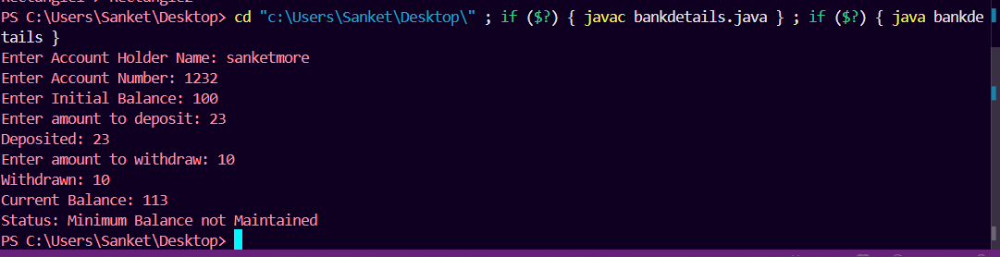 PS C:\Users\Sanket\Desktop> cd "c:\Users\Sanket\Desktop\" ; if ($?) { javac bankdetails.java } ; if ($?) { java bankde
tails }
Enter Account Holder Name: sanketmore
Enter Account Number: 1232
Enter Initial Balance: 100
Enter amount to deposit: 23
Deposited: 23
Enter amount to withdraw: 10
Withdrawn: 10
Current Balance: 113
Status: Minimum Balance not Maintained
PS C:\Users\Sanket\Desktop>